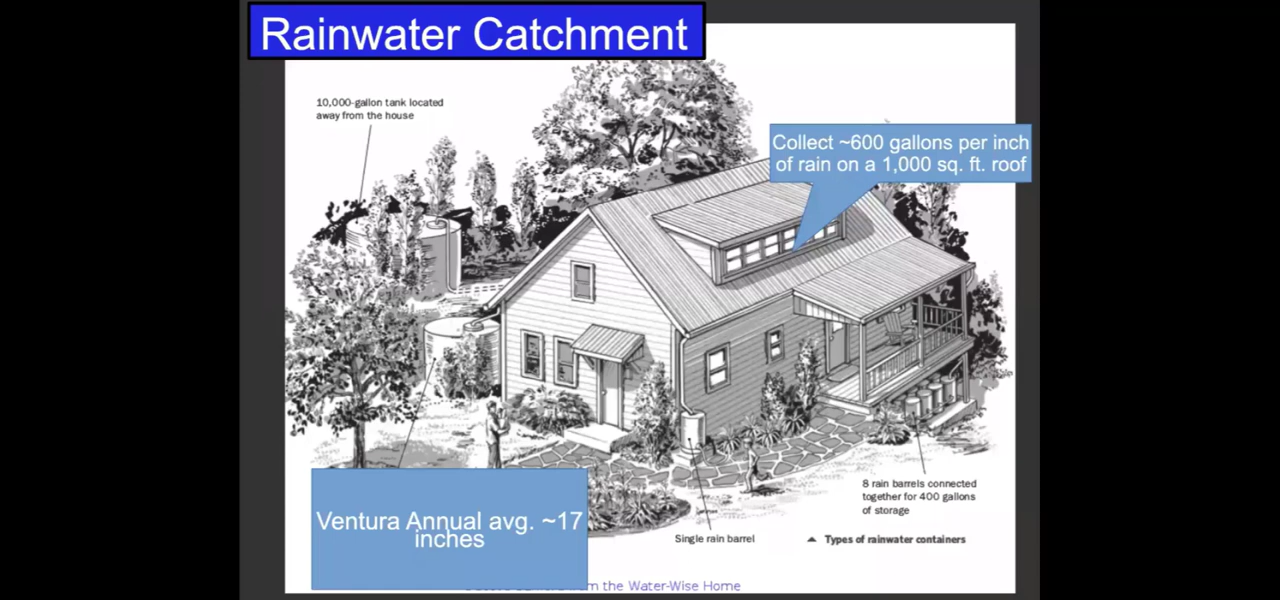 Rainwater Catchment
10,000-gallon tank located
away from the house
Collect ~600 gallons per inch
of rain on a 1,000 sq. ft. roof
Ventura Annual avg. ~17
inches
8 rain barrels connected
together for 400 gallons
of storage
Single rain barrel
Types of rainwater containers
the Water-Wise Home